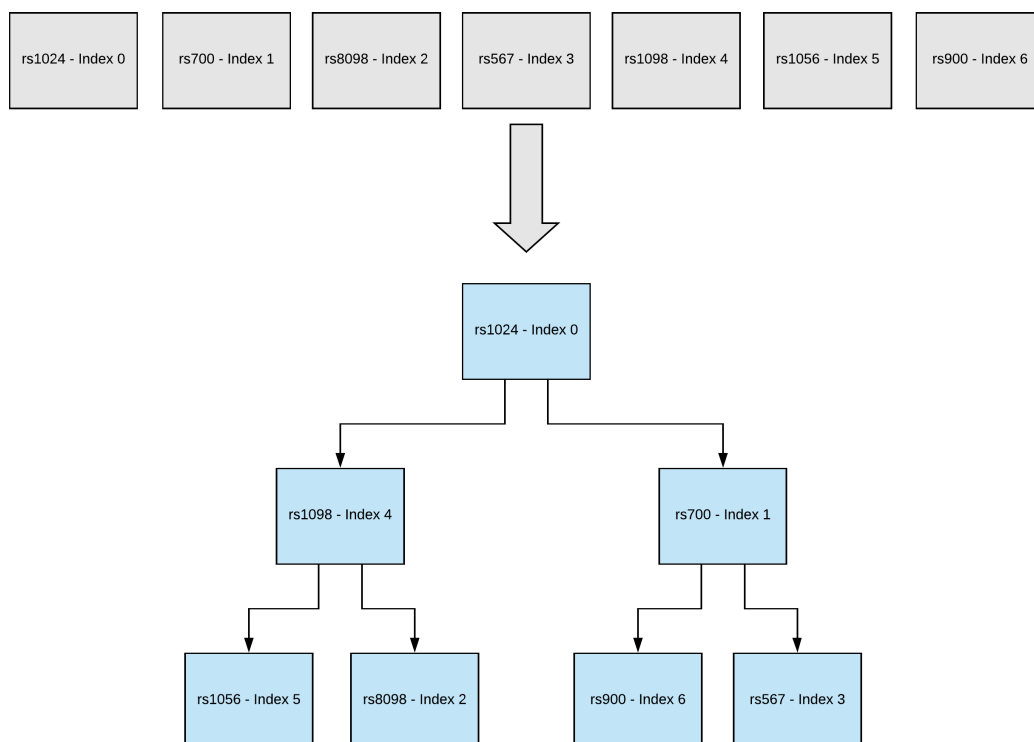 rs1024 - Index 0
rs700 - Index 1
rs8098 - Index 2
rs567 - Index 3
rs1098 - Index 4
rs1056 - Index 5
rs900 - Index 6
rs1024 - Index 0
rs1098 - Index 4
rs700 - Index 1
rs1056 - Index 5
rs8098 - Index 2
rs900 - Index 6
rs567 - Index 3